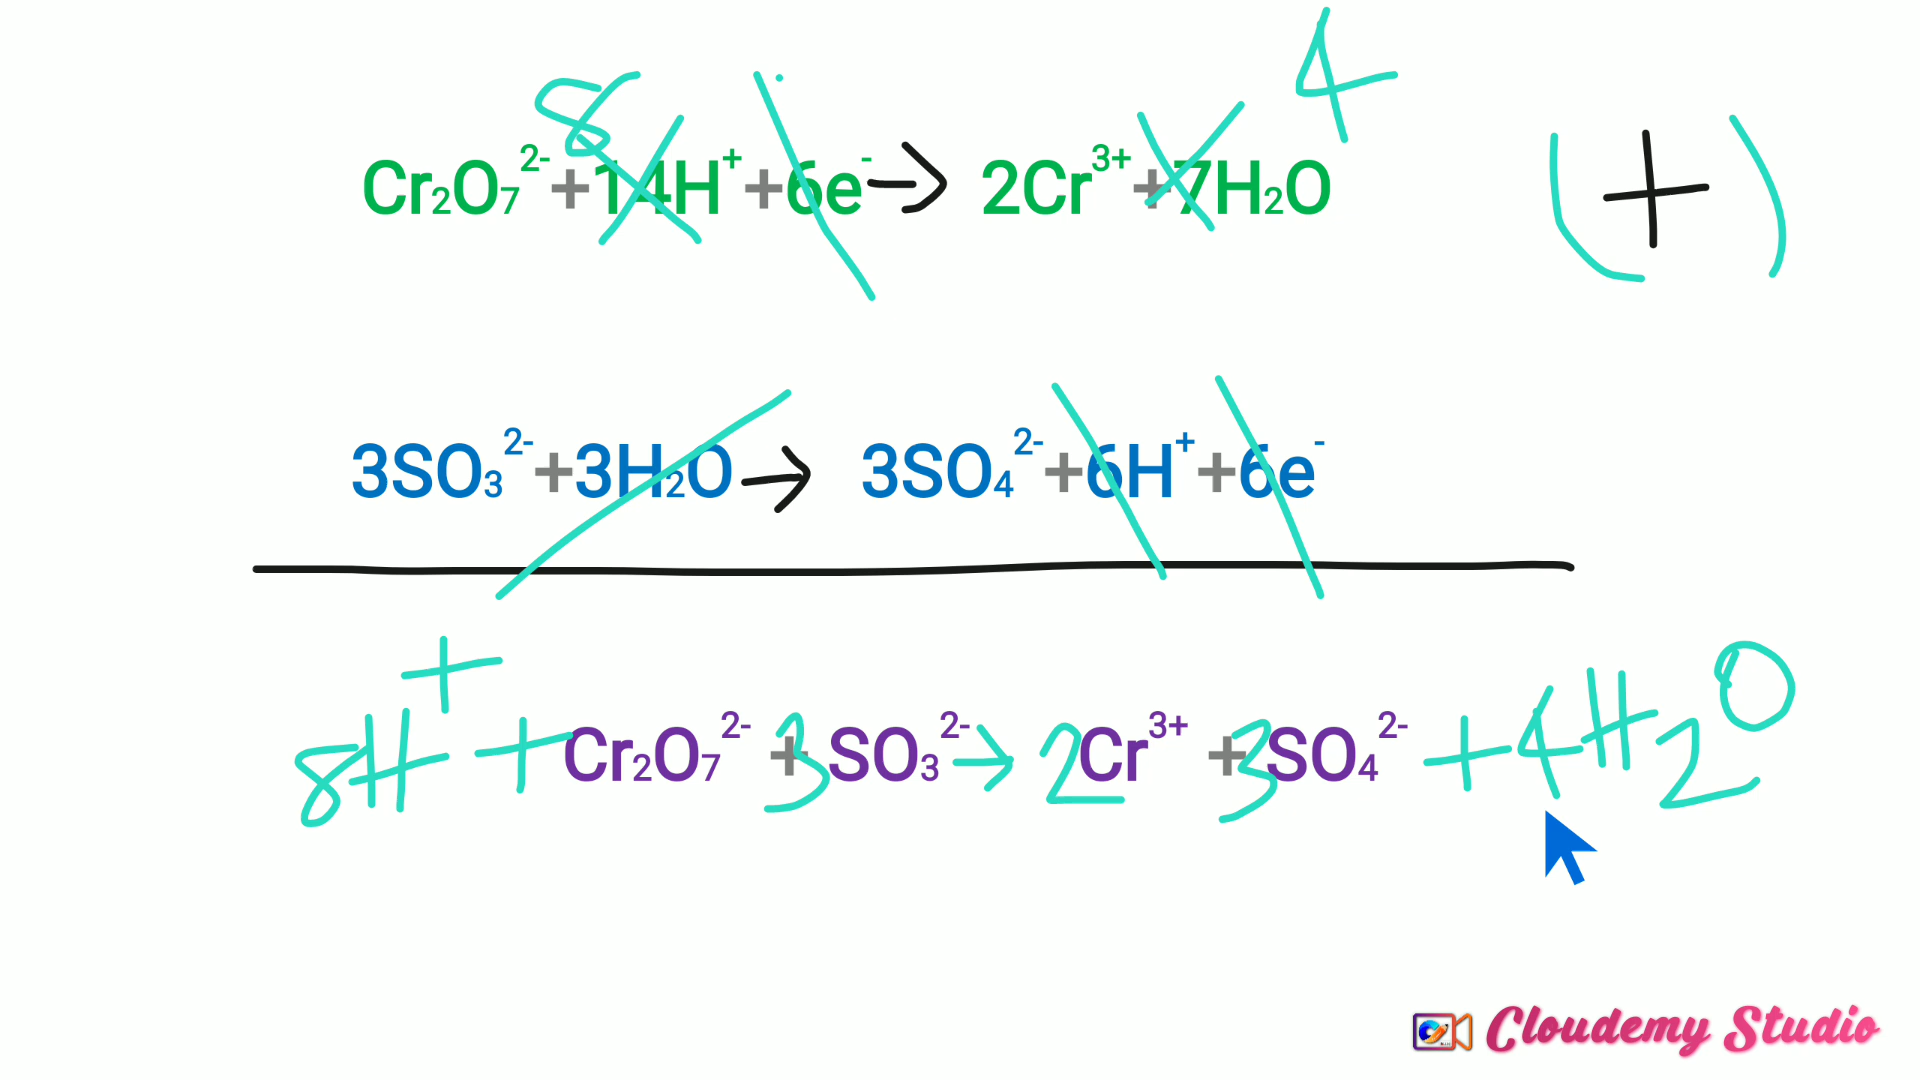 8 4
Cr₂O₇²⁻+14H⁺+6e⁻→ 2Cr³⁺+7H₂O (+)
3SO₃²⁻+3H₂O→ 3SO₄²⁻+6H⁺+6e⁻
8H⁺+Cr₂O₇²⁻+3SO₃²⁻→2Cr³⁺+3SO₄²⁻+4H₂O
Cloudemy Studio